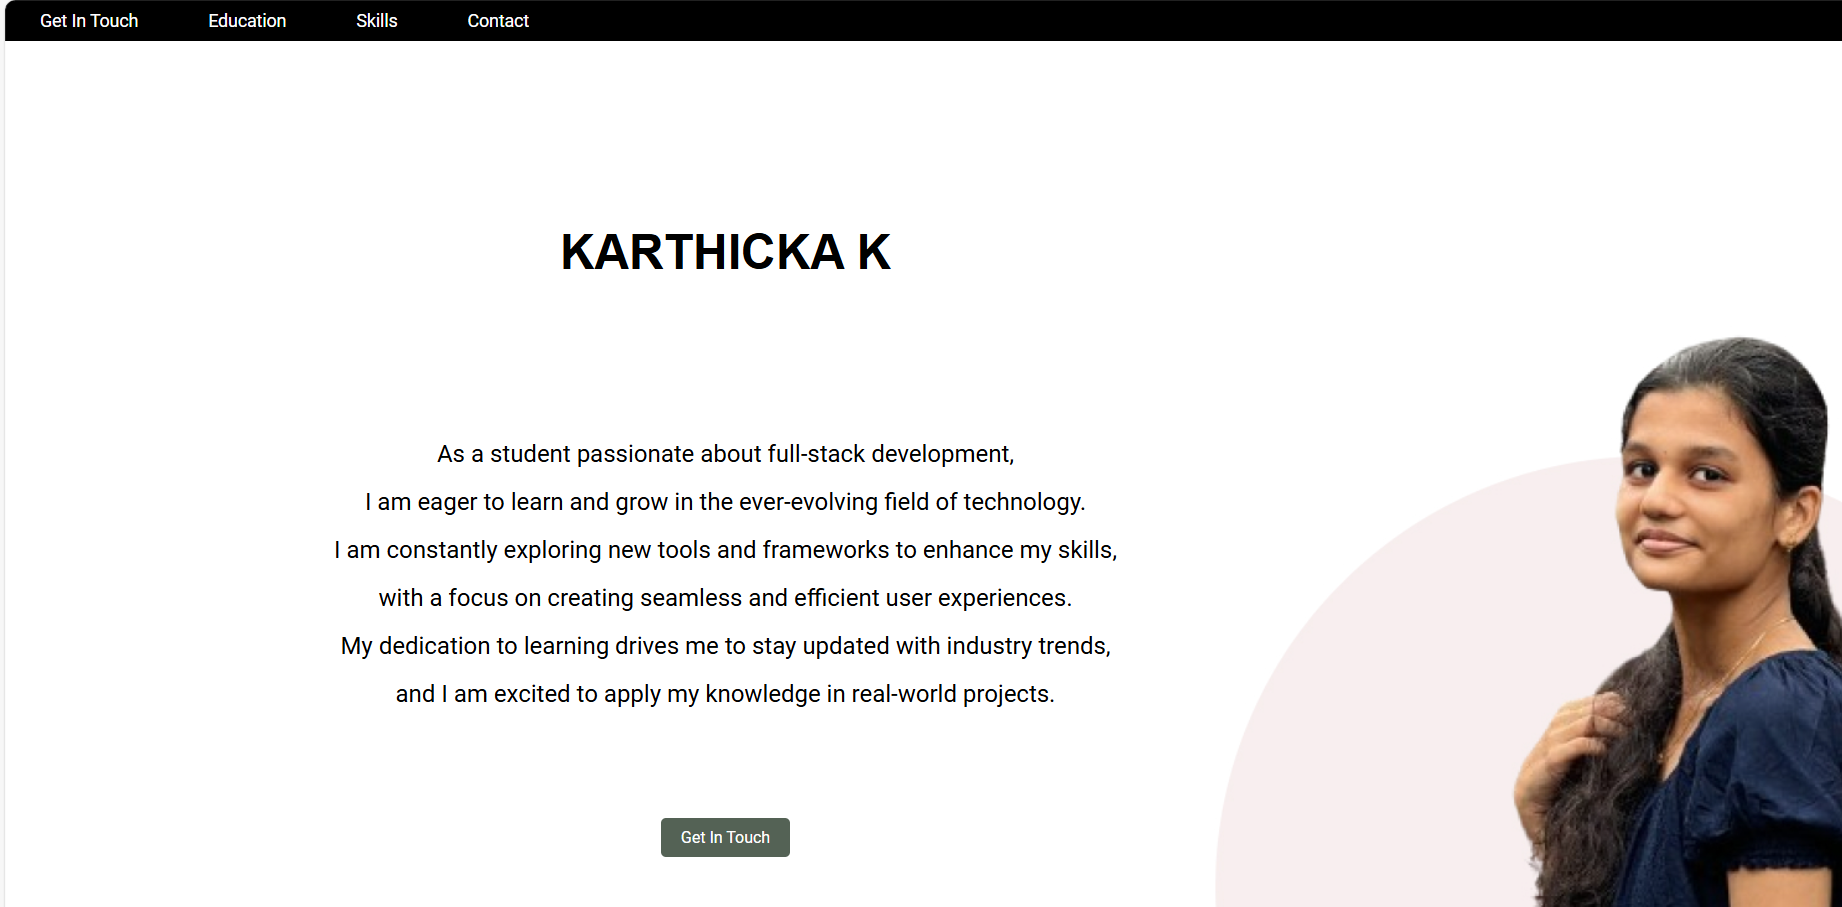 Get In Touch Education Skills Contact
KARTHICKA K
As a student passionate about full-stack development,
I am eager to learn and grow in the ever-evolving field of technology.
I am constantly exploring new tools and frameworks to enhance my skills,
with a focus on creating seamless and efficient user experiences.
My dedication to learning drives me to stay updated with industry trends,
and I am excited to apply my knowledge in real-world projects.
Get In Touch